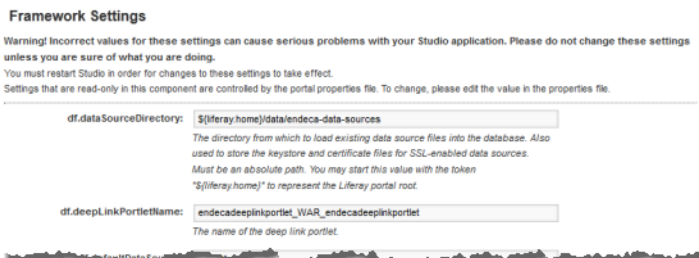 Framework Settings
Warning! Incorrect values for these settings can cause serious problems with your Studio application. Please do not change these settings
unless you are sure of what you are doing.
You must restart Studio in order for changes to these settings to take effect.
Settings that are read-only in this component are controlled by the portal properties file. To change, please edit the value in the properties file.
df.dataSourceDirectory: ${liferay.home}/data/endeca-data-sources
The directory from which to load existing data source files into the database. Also
used to store the keystore and certificate files for SSL-enabled data sources.
Must be an absolute path. You may start this value with the token
"${liferay.home}" to represent the Liferay portal root.
df.deepLinkPortletName: endecadeeplinkportlet_WAR_endecadeeplinkportlet
The name of the deep link portlet.